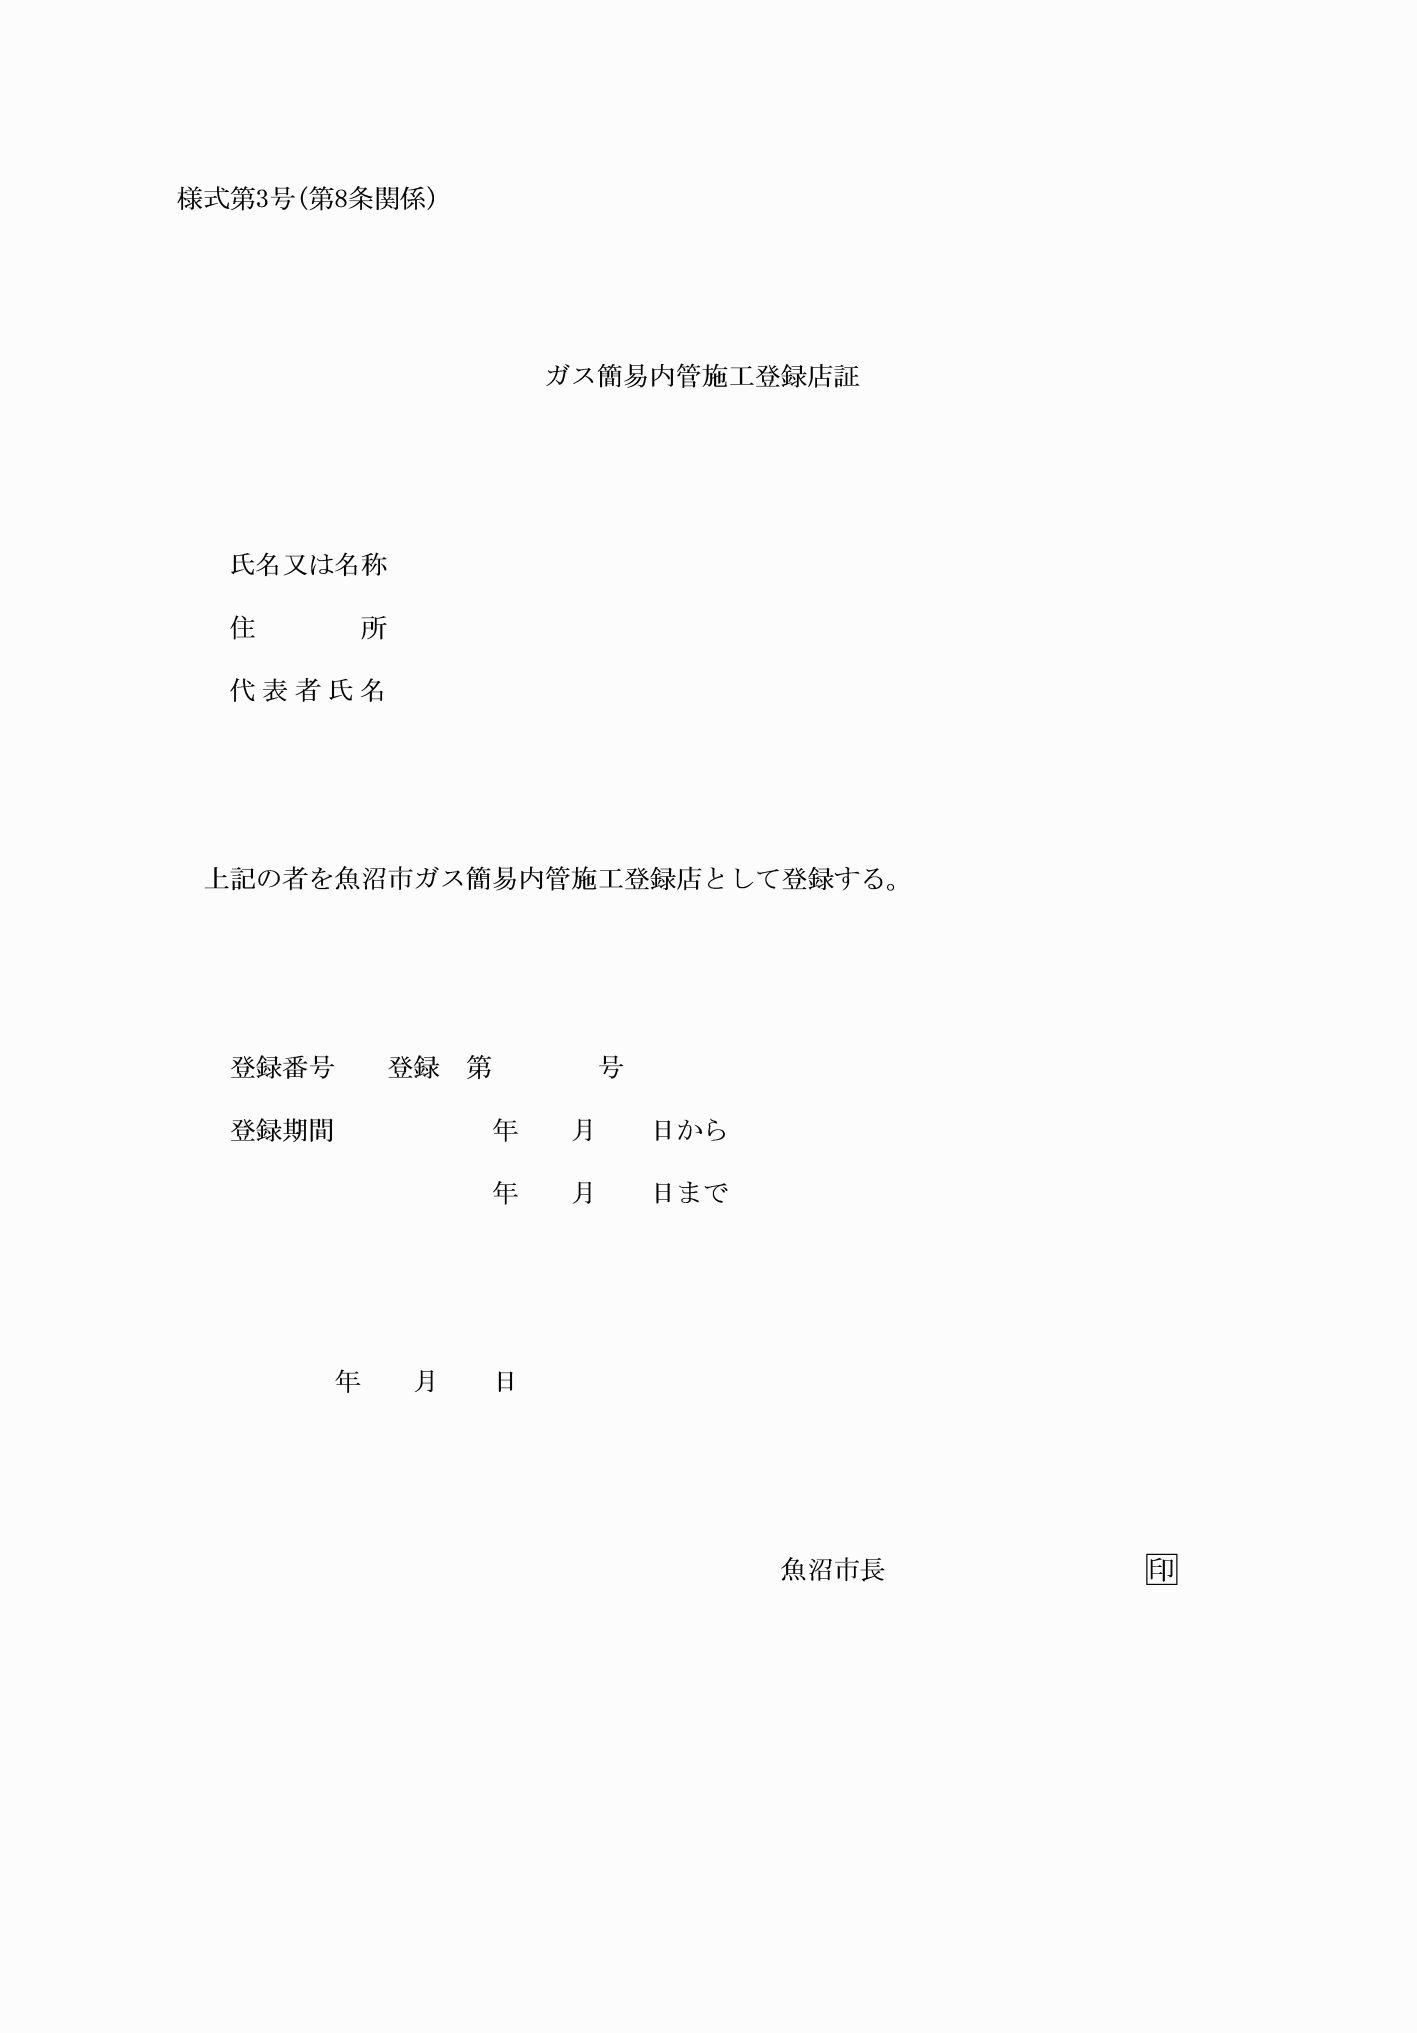 様式第3号(第8条関係)
ガス簡易内管施工登録店証
氏名又は名称
住　　　　所
代表者氏名
上記の者を魚沼市ガス簡易内管施工登録店として登録する。
登録番号　　登録　第　　　　号
登録期間　　　　　　年　　月　　日から
年　　月　　日まで
年　　月　　日
魚沼市長　　　　　　　　　　印